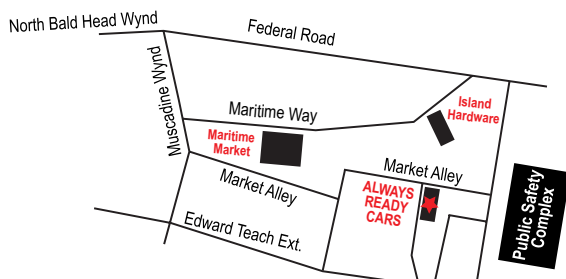 North Bald Head Wynd
Federal Road
Muscadine Wynd
Maritime Way
Island
Hardware
Maritime
Market
Market Alley
Market Alley
ALWAYS
READY
CARS
Public Safety
Complex
Edward Teach Ext.